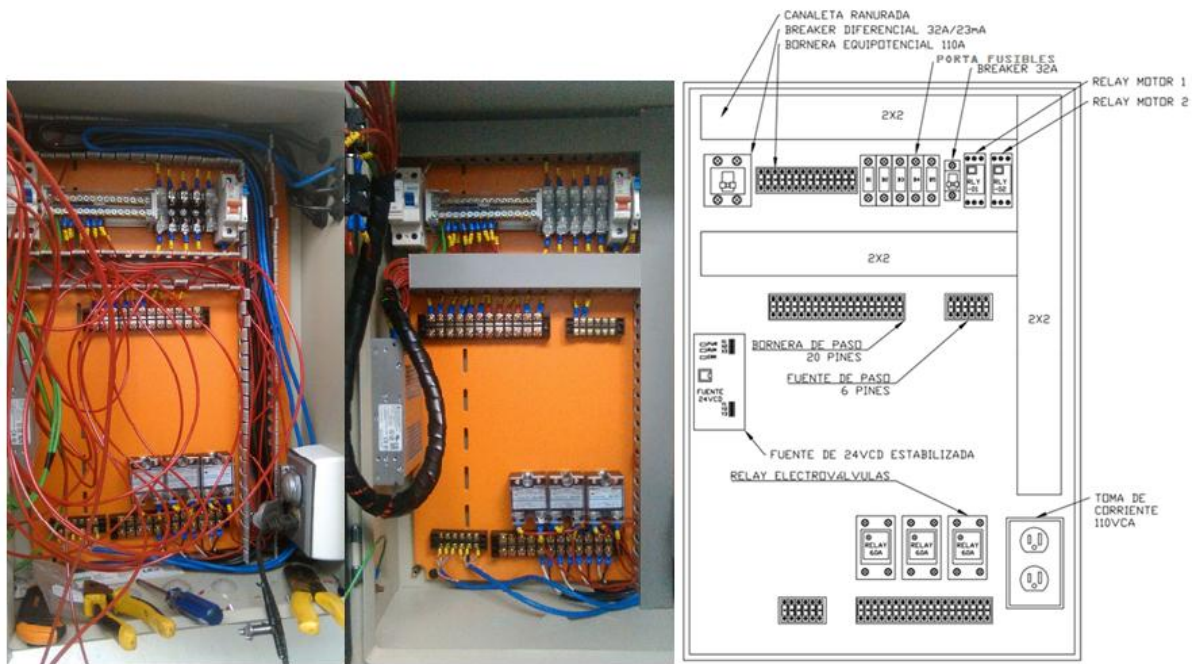 CANALETA RANURADA
BREAKER DIFERENCIAL 32A/23mA
BORNERA EQUIPOTENCIAL 110A
PORTA FUSIBLES
BREAKER 32A
RELAY MOTOR 1
RELAY MOTOR 2
2X2
RLY
-01
RLY
-02
2X2
2X2
BORNERA DE PASO
20 PINES
FUENTE DE PASO
6 PINES
FUENTE
24VCD
FUENTE DE 24VCD ESTABILIZADA
RELAY ELECTROVÁLVULAS
TOMA DE
CORRIENTE
110VCA
RELAY
60A
RELAY
60A
RELAY
60A